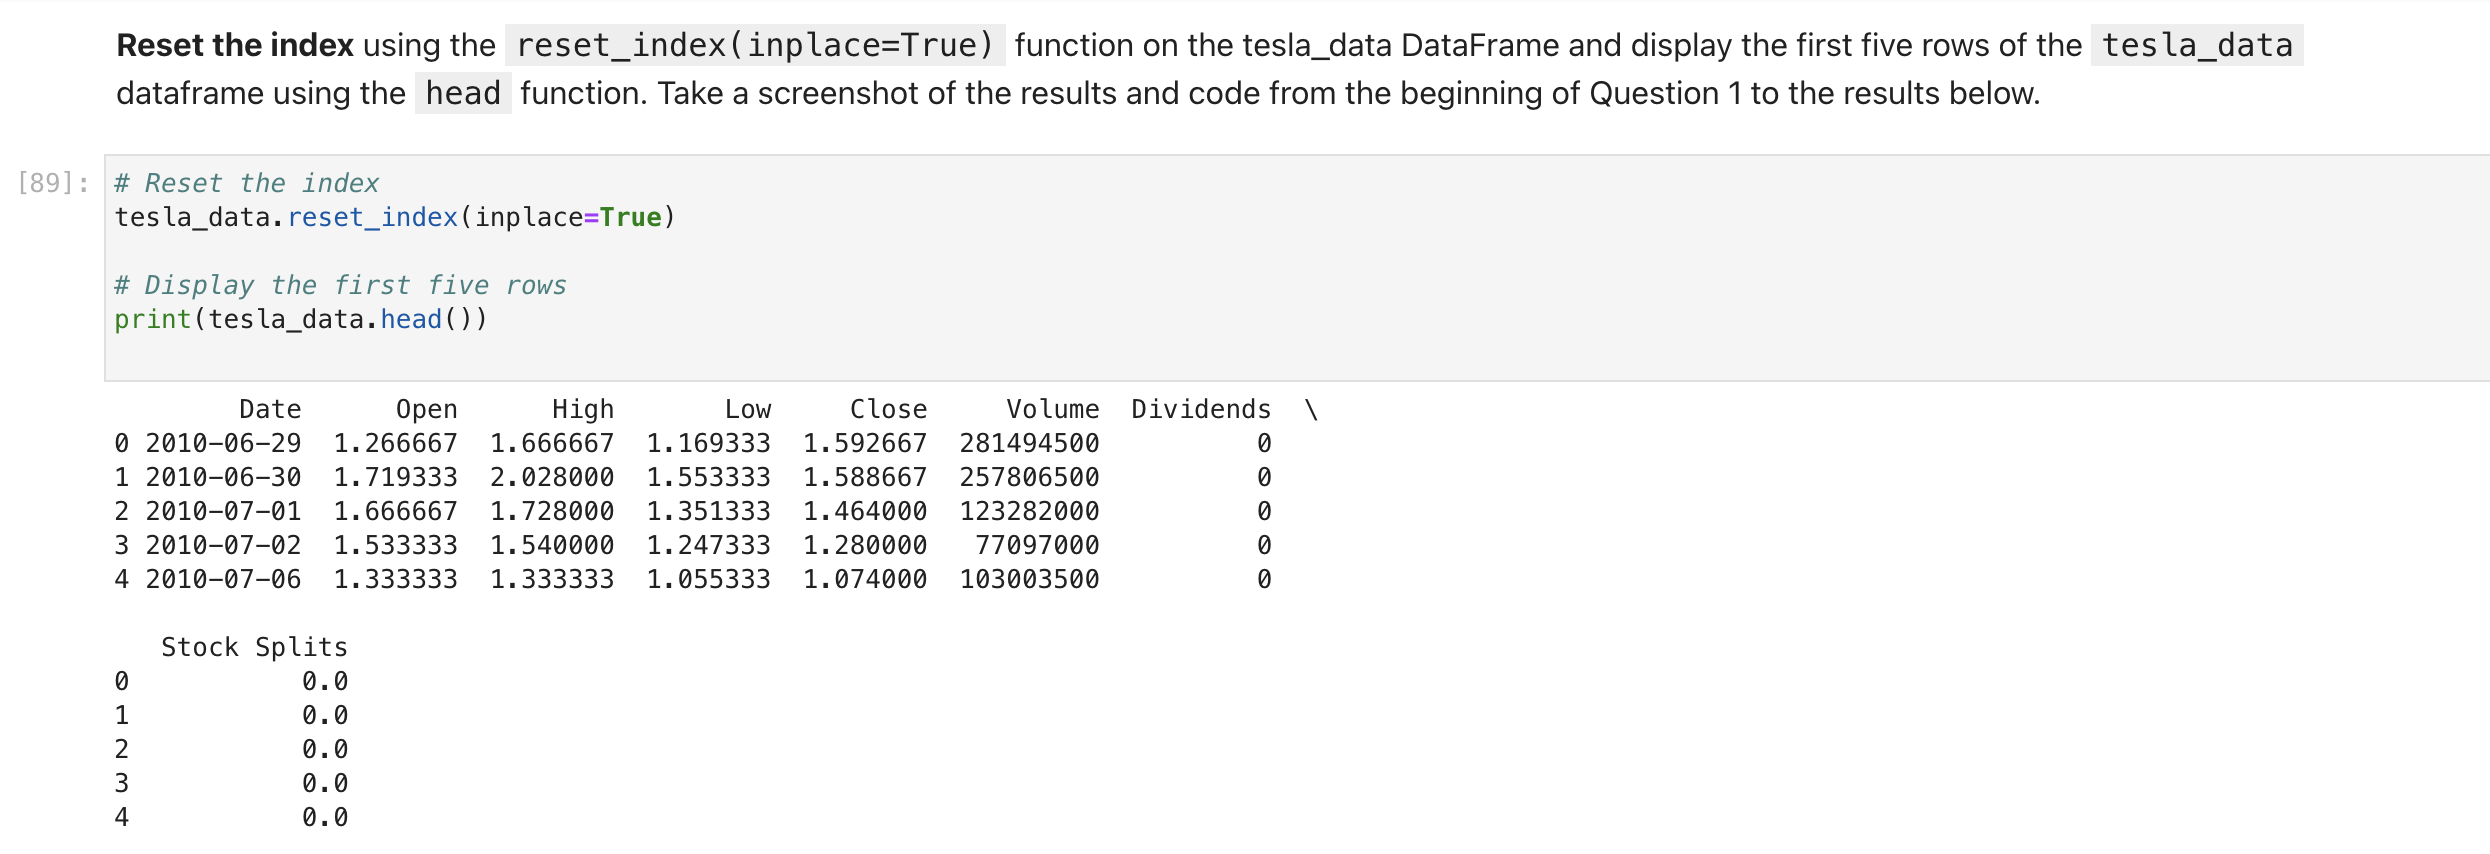 Reset the index using the reset_index(inplace=True) function on the tesla_data DataFrame and display the first five rows of the tesla_data
dataframe using the head function. Take a screenshot of the results and code from the beginning of Question 1 to the results below.
[89]:
# Reset the index
tesla_data.reset_index(inplace=True)
# Display the first five rows
print(tesla_data.head())
        Date      Open      High       Low     Close     Volume  Dividends  \
0 2010-06-29  1.266667  1.666667  1.169333  1.592667  281494500          0
1 2010-06-30  1.719333  2.028000  1.553333  1.588667  257806500          0
2 2010-07-01  1.666667  1.728000  1.351333  1.464000  123282000          0
3 2010-07-02  1.533333  1.540000  1.247333  1.280000   77097000          0
4 2010-07-06  1.333333  1.333333  1.055333  1.074000  103003500          0
   Stock Splits
0           0.0
1           0.0
2           0.0
3           0.0
4           0.0